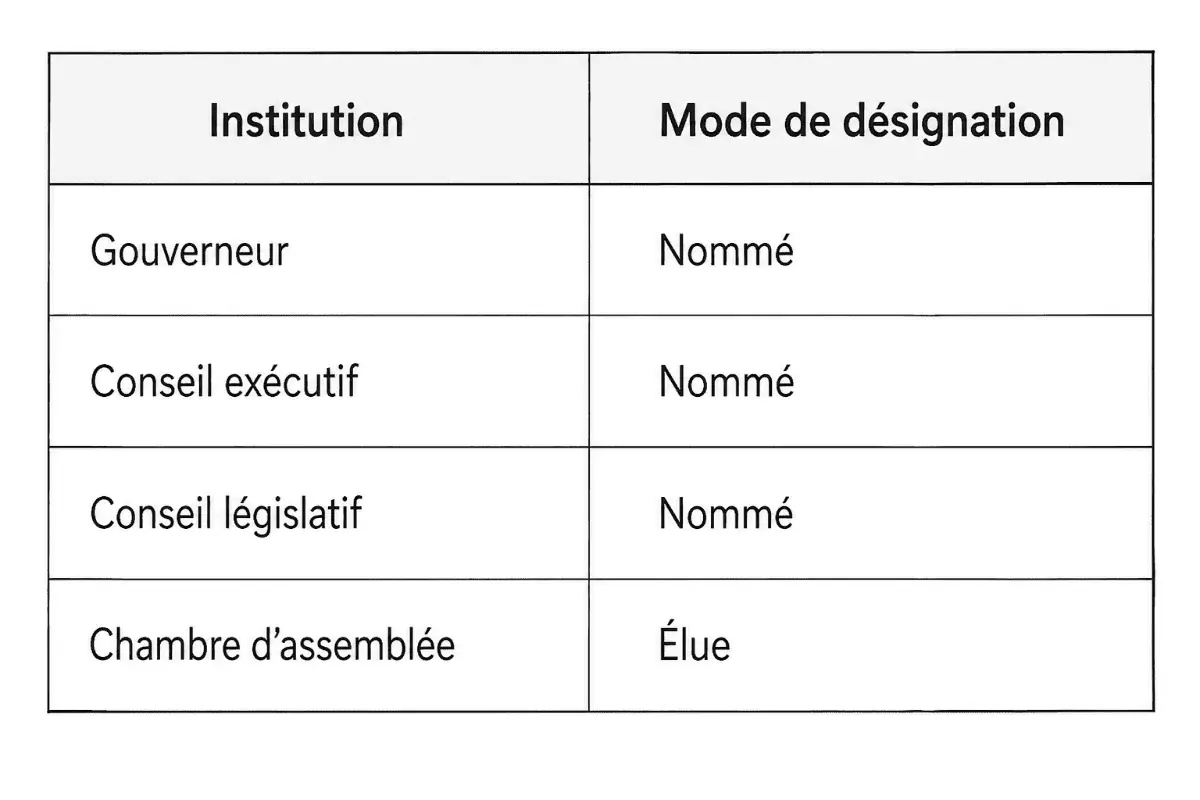 Institution Mode de désignation
Gouverneur Nommé
Conseil exécutif Nommé
Conseil législatif Nommé
Chambre d’assemblée Élue